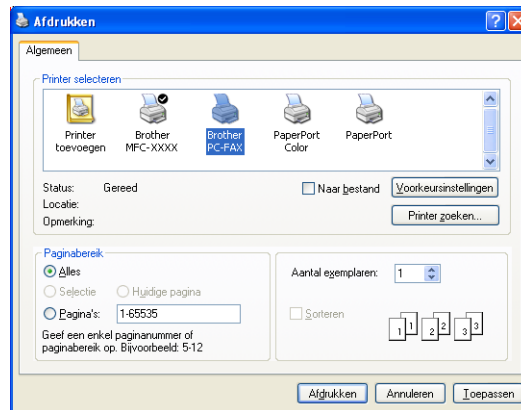 Afdrukken
Algemeen
Printer selecteren
Printer toevoegen
Brother MFC-XXXX
Brother PC-FAX
PaperPort Color
PaperPort
Status: Gereed
Naar bestand
Voorkeursinstellingen
Locatie:
Opmerking:
Printer zoeken...
Paginabereik
Alles
Selectie
Huidige pagina
Pagina's: 1-65535
Geef een enkel paginanummer of
paginabereik op. Bijvoorbeeld: 5-12
Aantal exemplaren: 1
Sorteren
1 1 2 2 3 3
Afdrukken
Annuleren
Toepassen